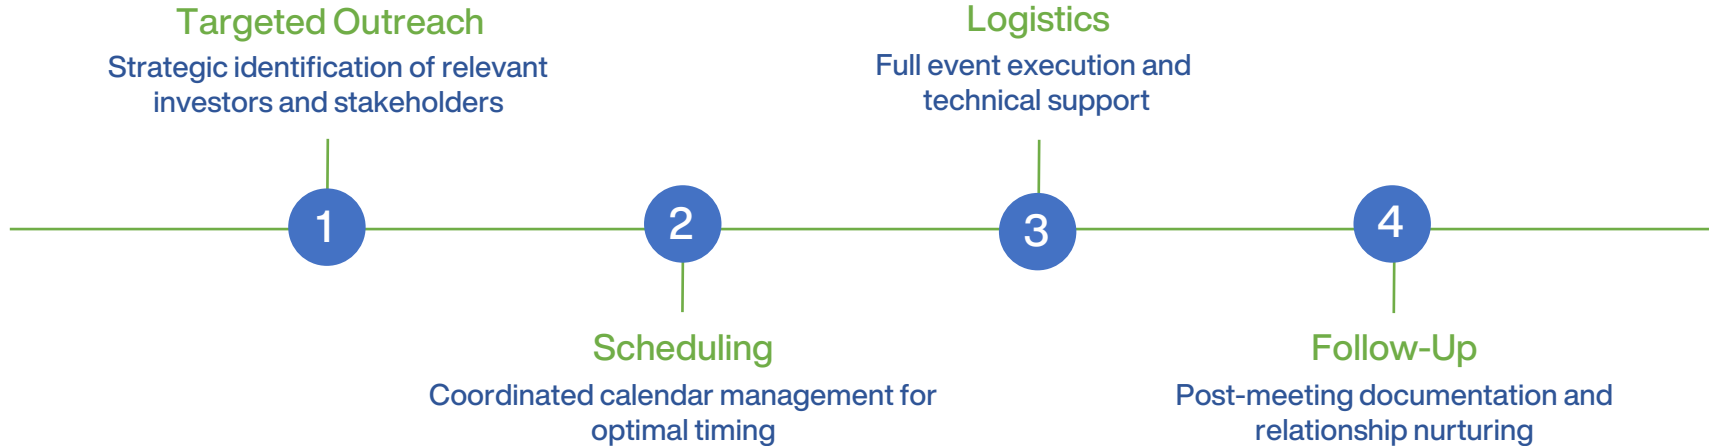 Targeted Outreach
Strategic identification of relevant
investors and stakeholders
1
2
Scheduling
Coordinated calendar management for
optimal timing
Logistics
Full event execution and
technical support
3
4
Follow-Up
Post-meeting documentation and
relationship nurturing